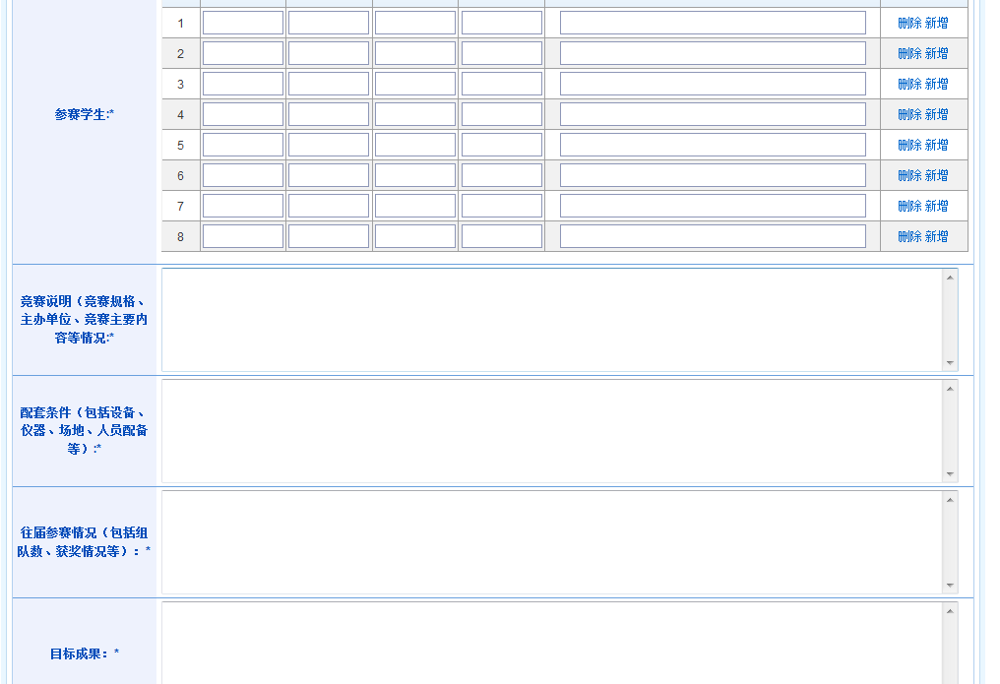 1 删除 新增
2 删除 新增
3 删除 新增
参赛学生:* 4 删除 新增
5 删除 新增
6 删除 新增
7 删除 新增
8 删除 新增
竞赛说明（竞赛规格、
主办单位、竞赛主要内
容等情况:*
配套条件（包括设备、
仪器、场地、人员配备
等）:*
往届参赛情况（包括组
队数、获奖情况等）：*
目标成果：*